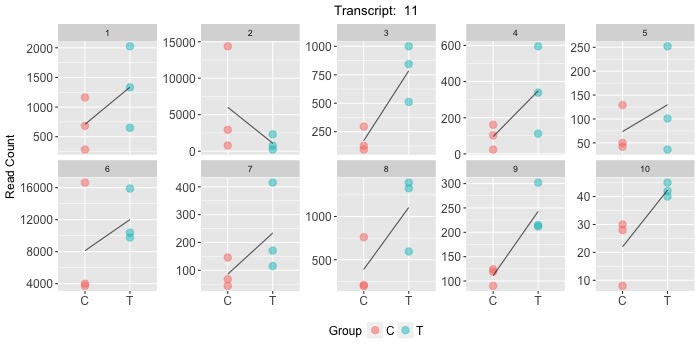 Transcript: 11
1 2 3 4 5
2000 15000 1000 600 250
1500 10000 750 400 200
1000 5000 500 200 150
500 0 250 0 100
50
Read Count
6 7 8 9 10
16000 400 1000 300 40
12000 300 500 250 30
8000 200 200 20
4000 100 150 10
100
C T C T C T C T C T
Group C T